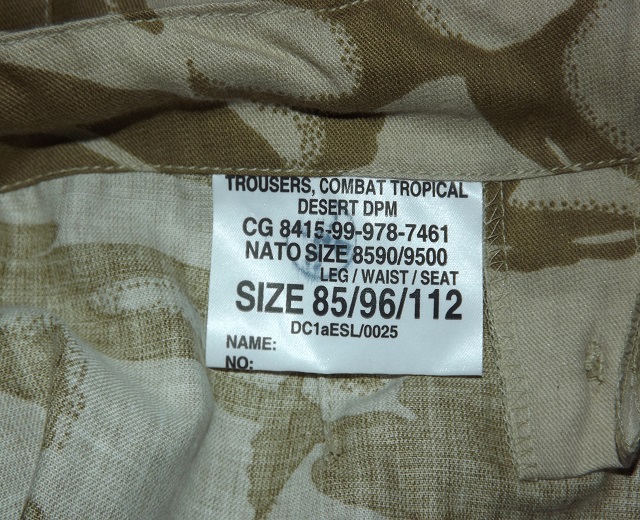 TROUSERS, COMBAT TROPICAL
DESERT DPM
CG 8415-99-978-7461
NATO SIZE 8590/9500
LEG / WAIST / SEAT
SIZE 85/96/112
DC1aESL/0025
NAME:
NO: